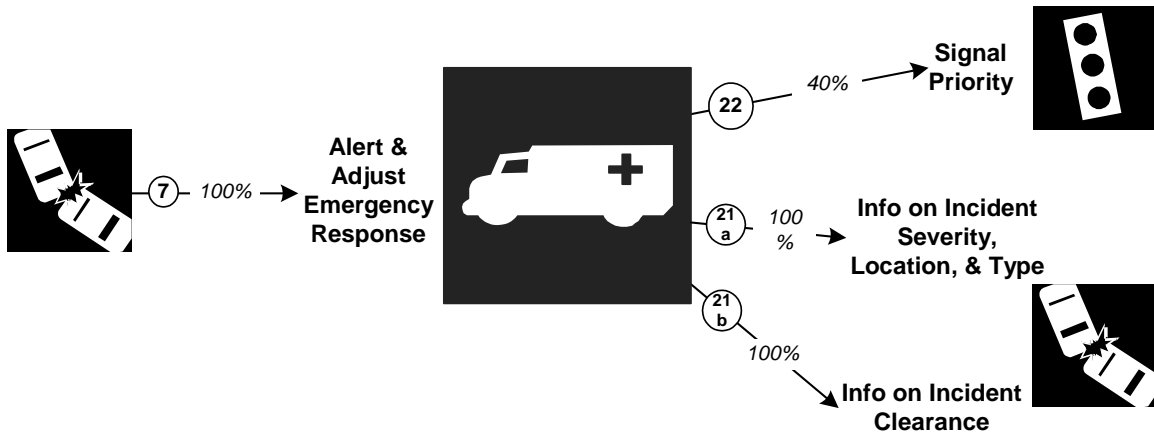 7
100%
Alert &
Adjust
Emergency
Response
22
40%
Signal
Priority
21
a
100
%
Info on Incident
Severity,
Location, & Type
21
b
100%
Info on Incident
Clearance